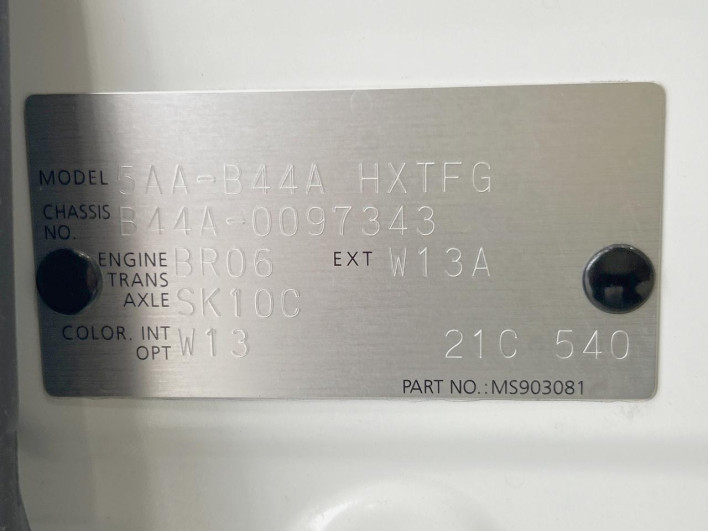 MODEL 5AA-B44A HXTFG
CHASSIS NO. B44A-0097343
ENGINE BR06 EXT W13A
TRANS AXLE SK10C
COLOR. INT OPT W13 21C 540
PART NO.:MS903081